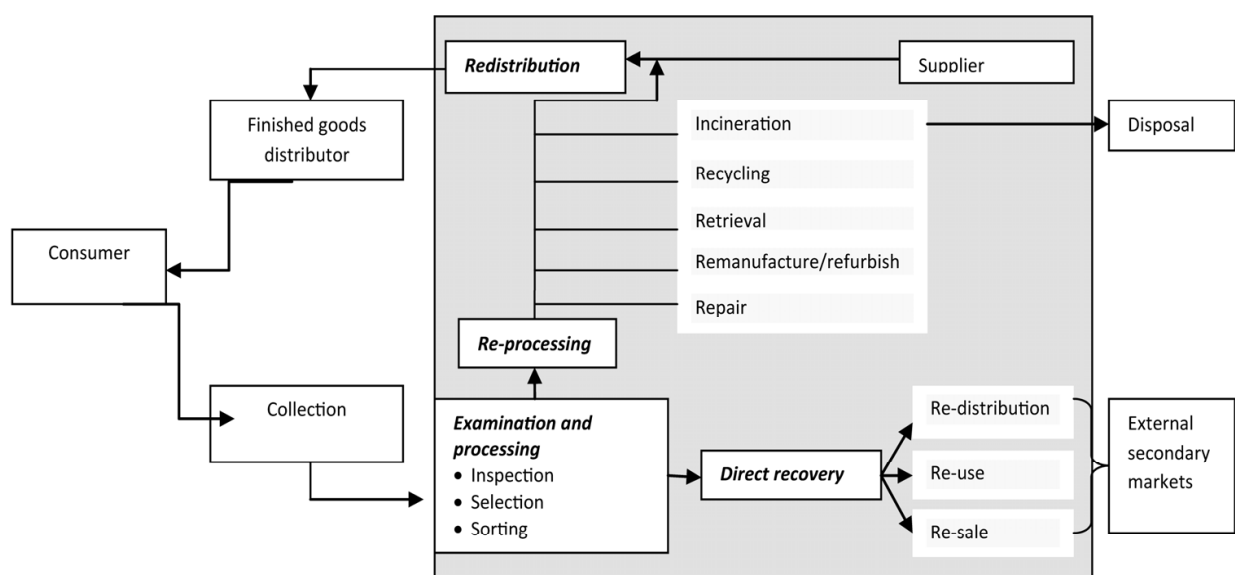 Redistribution
Supplier
Finished goods
distributor
Incineration
Disposal
Recycling
Retrieval
Consumer
Remanufacture/refurbish
Repair
Re-processing
Collection
Examination and
processing
• Inspection
• Selection
• Sorting
Direct recovery
Re-distribution
Re-use
Re-sale
External
secondary
markets